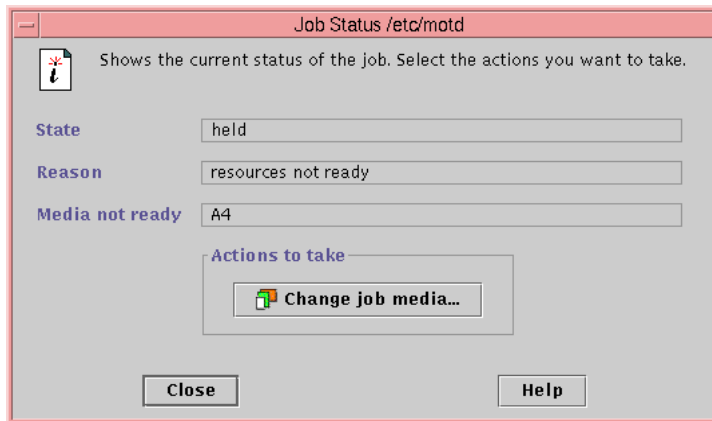 Job Status /etc/motd
Shows the current status of the job. Select the actions you want to take.
State held
Reason resources not ready
Media not ready A4
Actions to take
Change job media...
Close Help